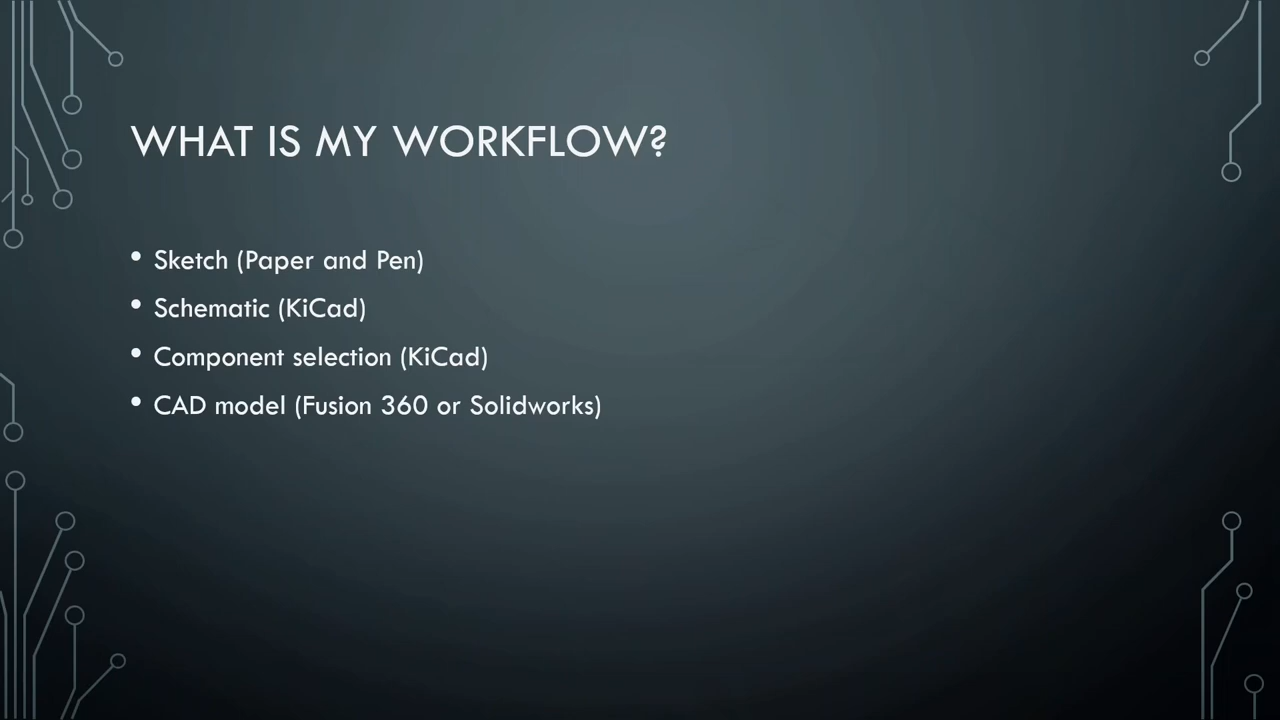 WHAT IS MY WORKFLOW?
• Sketch (Paper and Pen)
• Schematic (KiCad)
• Component selection (KiCad)
• CAD model (Fusion 360 or Solidworks)